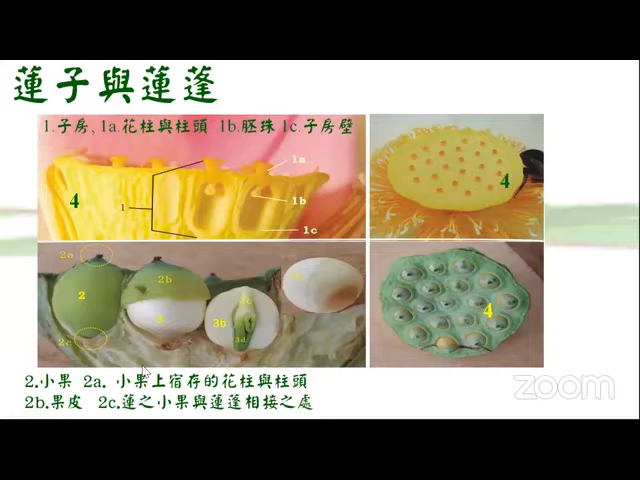 蓮子與蓮蓬
1.子房、1a.花柱與柱頭 1b.胚珠 1c.子房壁
1a
4
1
1b
1c
4
2a
2b
2
3
3b
3d
2c
4
2.小果 2a. 小果上宿存的花柱與柱頭
2b.果皮 2c.蓮之小果與蓮蓬相接之處
zoom